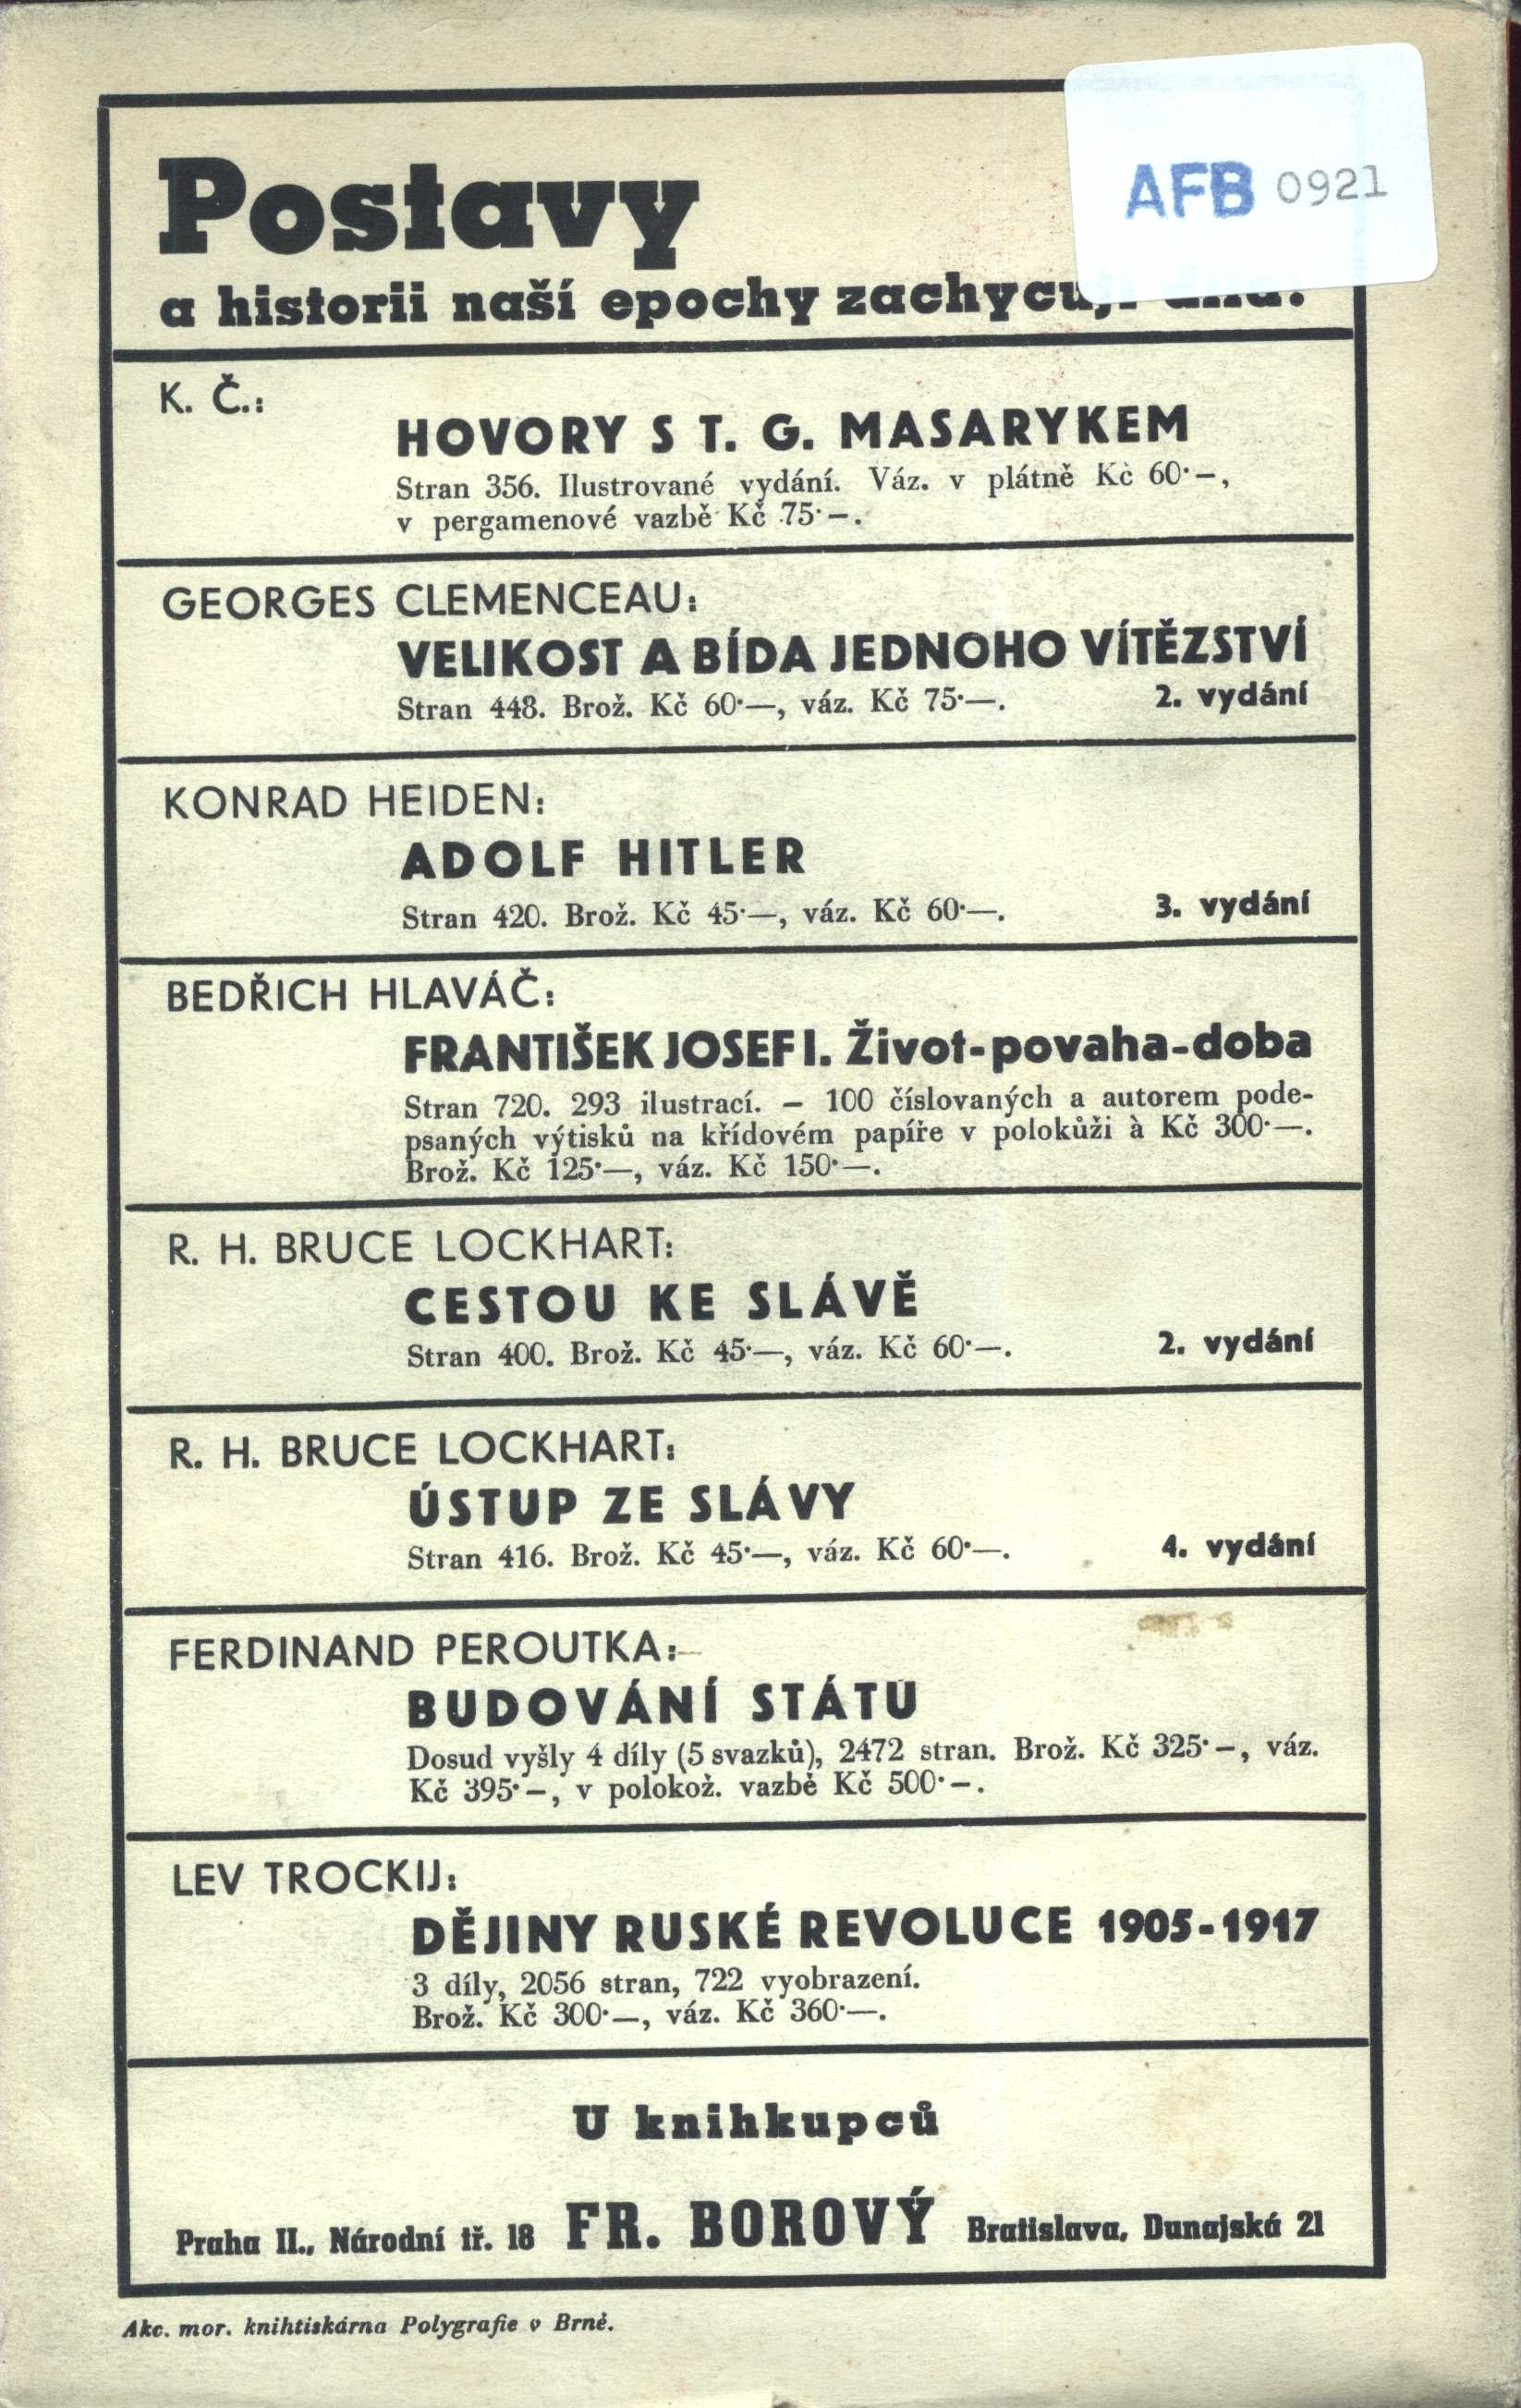 AFB 0921
Postavy
a historii naší epochy zachycují
K. Č.:
HOVORY S T. G. MASARYKEM
Stran 356. Ilustrované vydání. Váz. v plátně Kč 60·–,
v pergamenové vazbě Kč 75·–.
GEORGES CLEMENCEAU:
VELIKOST A BÍDA JEDNOHO VÍTĚZSTVÍ
Stran 448. Brož. Kč 60·—, váz. Kč 75·—. 2. vydání
KONRAD HEIDEN:
ADOLF HITLER
Stran 420. Brož. Kč 45·—, váz. Kč 60·—. 3. vydání
BEDŘICH HLAVÁČ:
FRANTIŠEK JOSEF I. Život-povaha-doba
Stran 720. 293 ilustrací. – 100 číslovaných a autorem pode-
psaných výtisků na křídovém papíře v polokůži à Kč 300·—.
Brož. Kč 125·—, váz. Kč 150·—.
R. H. BRUCE LOCKHART:
CESTOU KE SLÁVĚ
Stran 400. Brož. Kč 45·—, váz. Kč 60·—. 2. vydání
R. H. BRUCE LOCKHART:
ÚSTUP ZE SLÁVY
Stran 416. Brož. Kč 45·—, váz. Kč 60·—. 4. vydání
FERDINAND PEROUTKA:
BUDOVÁNÍ STÁTU
Dosud vyšly 4 díly (5 svazků), 2472 stran. Brož. Kč 325·–, váz.
Kč 395·–, v polokož. vazbě Kč 500·–.
LEV TROCKIJ:
DĚJINY RUSKÉ REVOLUCE 1905-1917
3 díly, 2056 stran, 722 vyobrazení.
Brož. Kč 300·—, váz. Kč 360·—.
U knihkupců
Praha II., Národní tř. 18 FR. BOROVÝ Bratislava, Dunajská 21
Akc. mor. knihtiskárna Polygrafie v Brně.